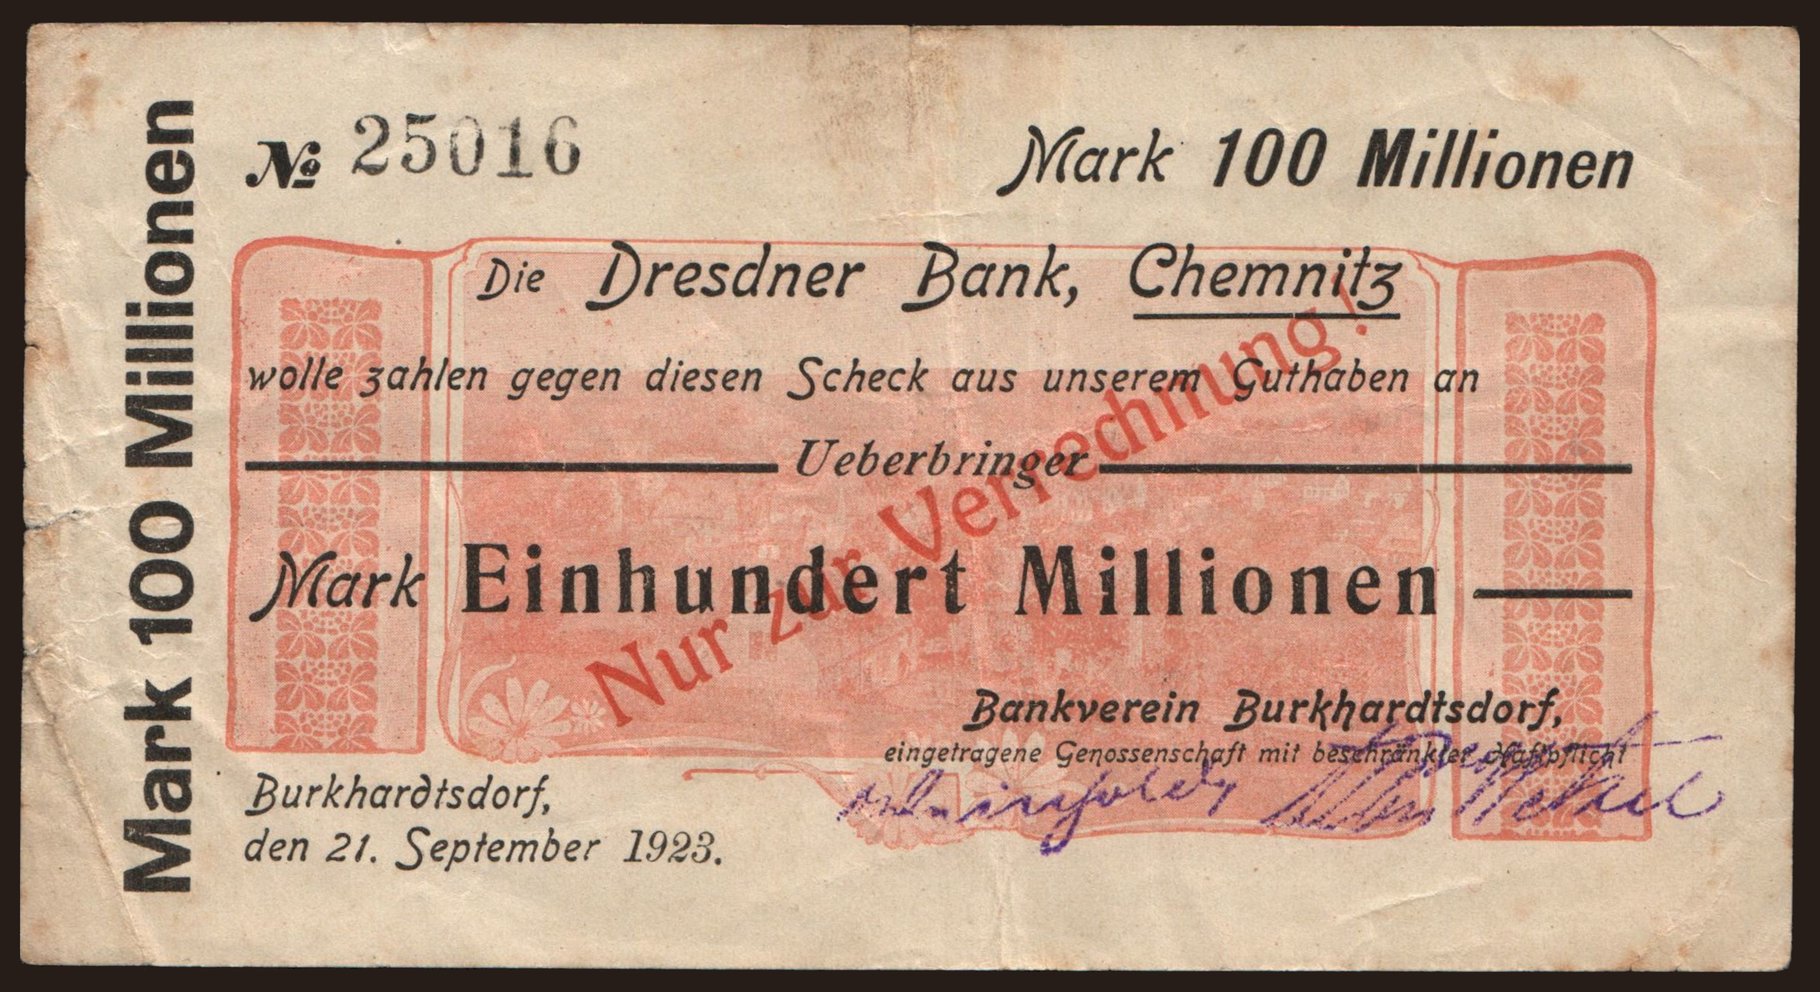 Mark 100 Millionen
№ 25016
Mark 100 Millionen
Die Dresdner Bank, Chemnitz
wolle zahlen gegen diesen Scheck aus unserem Guthaben an
Ueberbringer
Mark Einhundert Millionen
Nur zur Verrechnung!
Bankverein Burkhardtsdorf,
eingetragene Genossenschaft mit beschränkter Haftpflicht
Burkhardtsdorf,
den 21. September 1923.